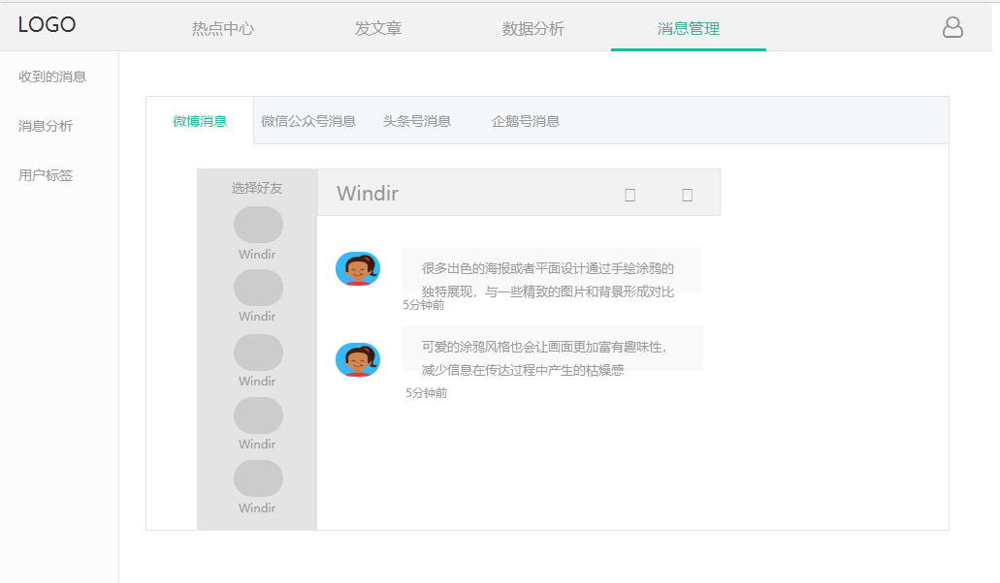 LOGO
热点中心
发文章
数据分析
消息管理
收到的消息
消息分析
用户标签
微博消息
微信公众号消息
头条号消息
企鹅号消息
选择好友
Windir
Windir
Windir
Windir
Windir
Windir
很多出色的海报或者平面设计通过手绘涂鸦的
独特展现，与一些精致的图片和背景形成对比
5分钟前
可爱的涂鸦风格也会让画面更加富有趣味性，
减少信息在传达过程中产生的枯燥感
5分钟前